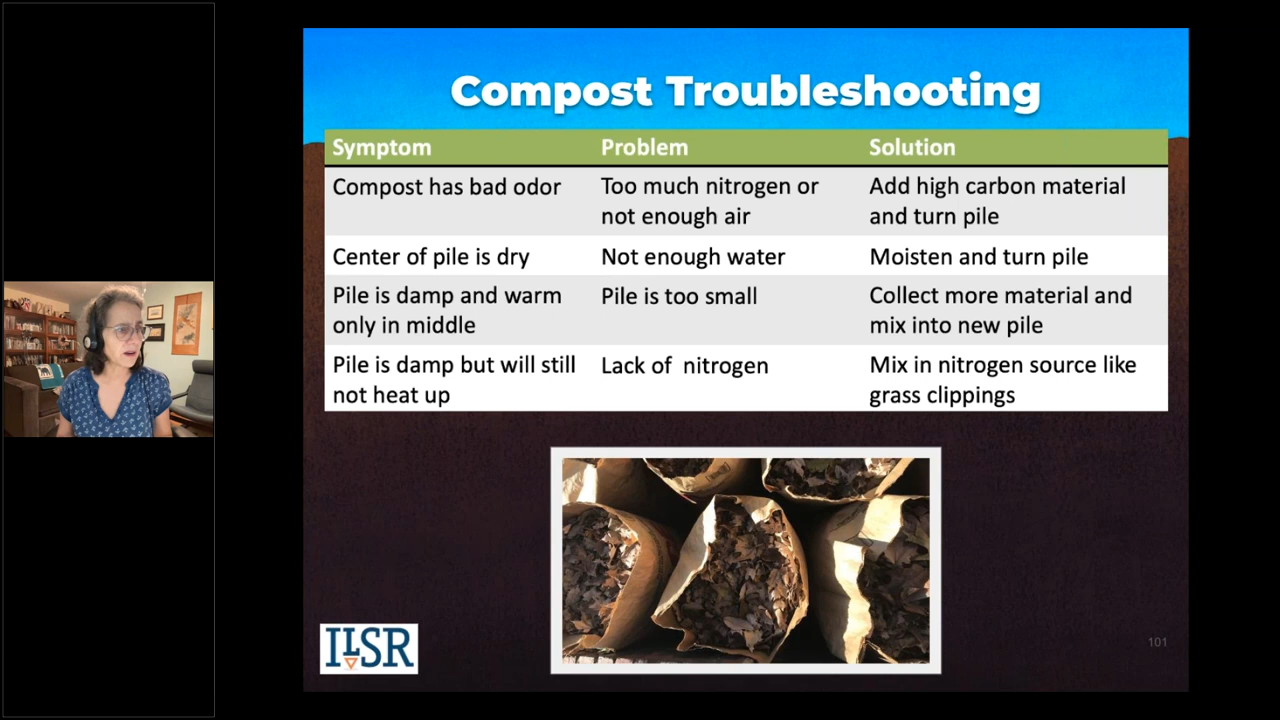 Compost Troubleshooting
Symptom Problem Solution
Compost has bad odor Too much nitrogen or Add high carbon material
not enough air and turn pile
Center of pile is dry Not enough water Moisten and turn pile
Pile is damp and warm Pile is too small Collect more material and
only in middle mix into new pile
Pile is damp but will still Lack of nitrogen Mix in nitrogen source like
not heat up grass clippings
ILSR
101